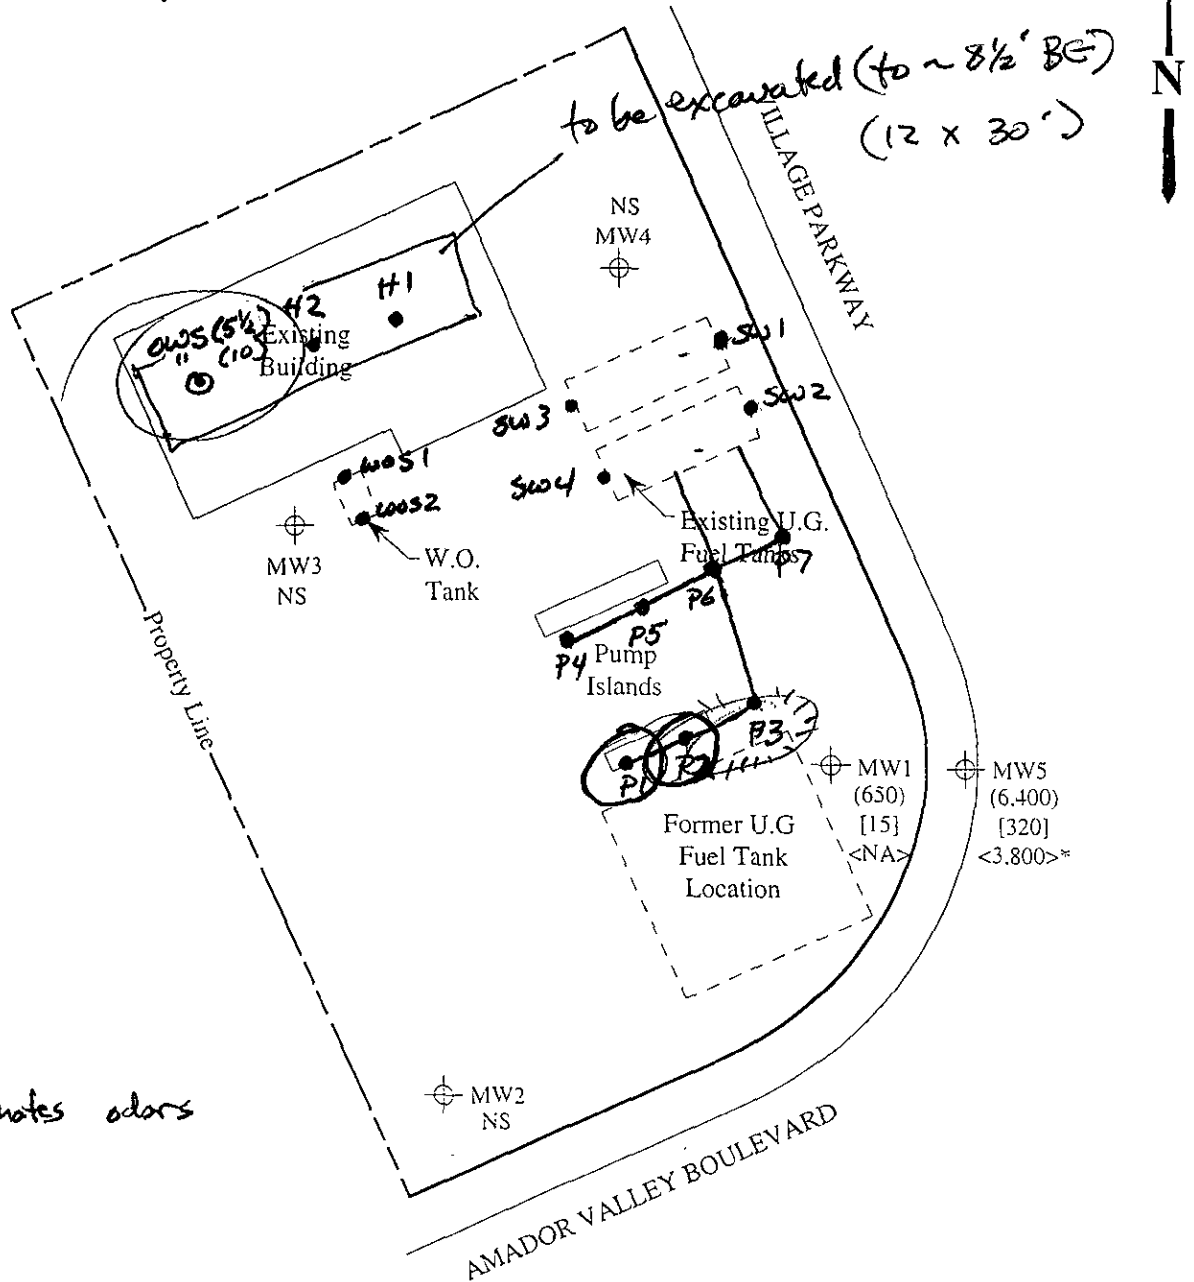 to be excavated (to ~ 8½' BG)
(12 x 30')
N
VILLAGE PARKWAY
NS
MW4
H1
H2
OWS (5½)
" (10)
Existing
Building
SW1
SW2
SW3
SW4
WOS1
WOS2
Existing U.G.
Fuel Tanks
W.O.
Tank
MW3
NS
P7
P6
P5
P4
Pump
Islands
Property Line
P3
P2
P1
MW1
(650)
[15]
<NA>
MW5
(6,400)
[320]
<3,800>*
Former U.G
Fuel Tank
Location
notes odors
MW2
NS
AMADOR VALLEY BOULEVARD